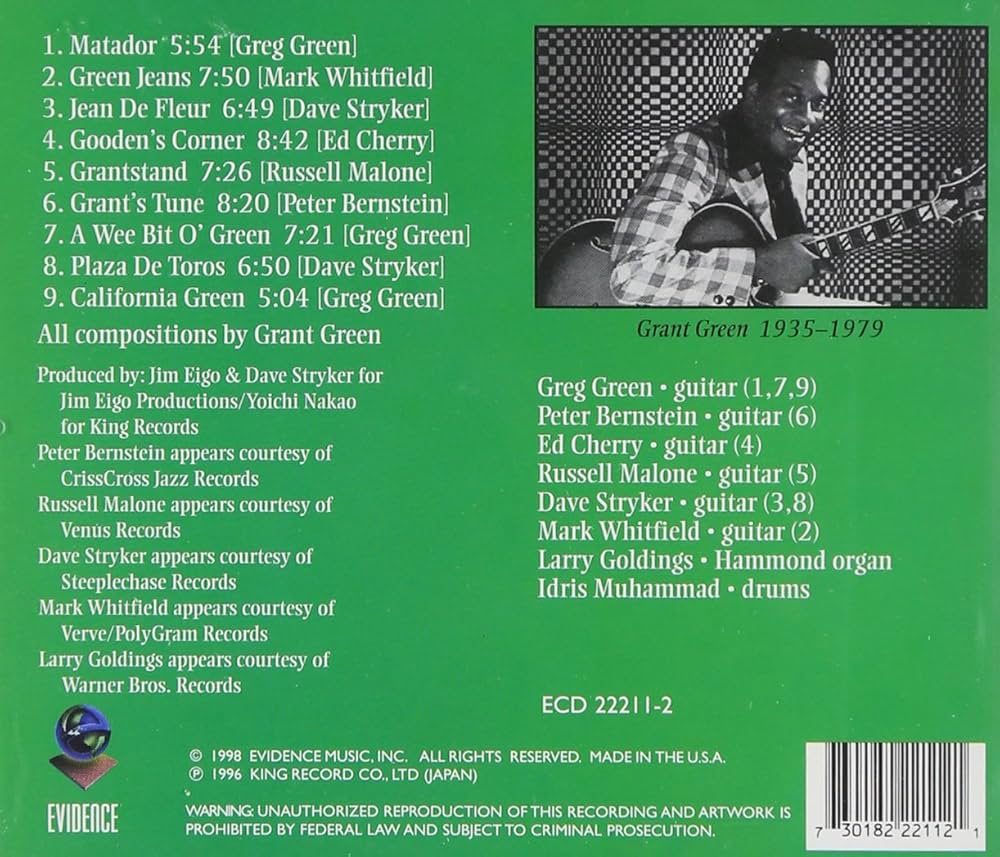 1. Matador 5:54 [Greg Green]
2. Green Jeans 7:50 [Mark Whitfield]
3. Jean De Fleur 6:49 [Dave Stryker]
4. Gooden's Corner 8:42 [Ed Cherry]
5. Grantstand 7:26 [Russell Malone]
6. Grant's Tune 8:20 [Peter Bernstein]
7. A Wee Bit O' Green 7:21 [Greg Green]
8. Plaza De Toros 6:50 [Dave Stryker]
9. California Green 5:04 [Greg Green]
All compositions by Grant Green
Produced by: Jim Eigo & Dave Stryker for
Jim Eigo Productions/Yoichi Nakao
for King Records
Peter Bernstein appears courtesy of
CrissCross Jazz Records
Russell Malone appears courtesy of
Venus Records
Dave Stryker appears courtesy of
Steeplechase Records
Mark Whitfield appears courtesy of
Verve/PolyGram Records
Larry Goldings appears courtesy of
Warner Bros. Records
Grant Green 1935–1979
Greg Green • guitar (1,7,9)
Peter Bernstein • guitar (6)
Ed Cherry • guitar (4)
Russell Malone • guitar (5)
Dave Stryker • guitar (3,8)
Mark Whitfield • guitar (2)
Larry Goldings • Hammond organ
Idris Muhammad • drums
ECD 22211-2
EVIDENCE
© 1998 EVIDENCE MUSIC, INC. ALL RIGHTS RESERVED. MADE IN THE U.S.A.
℗ 1996 KING RECORD CO., LTD (JAPAN)
WARNING: UNAUTHORIZED REPRODUCTION OF THIS RECORDING AND ARTWORK IS
PROHIBITED BY FEDERAL LAW AND SUBJECT TO CRIMINAL PROSECUTION.
7 30182 22112 1